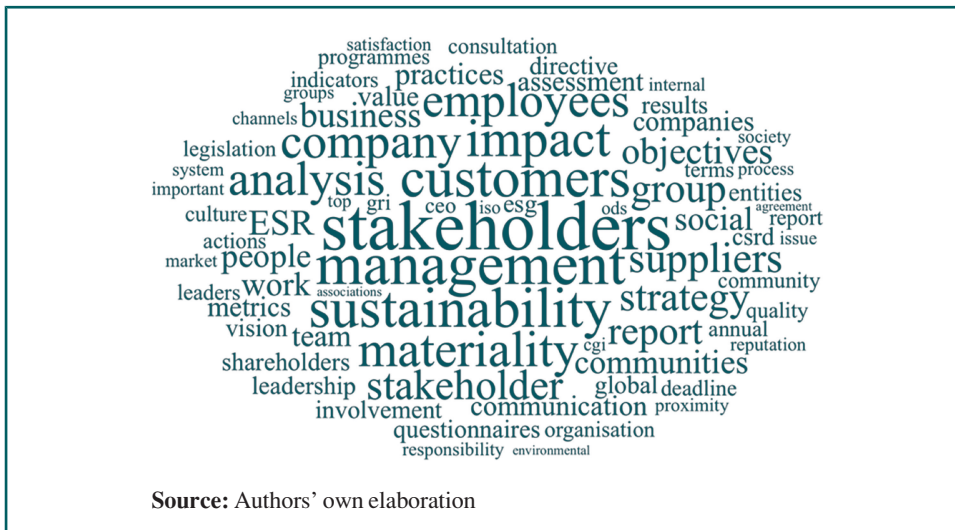 satisfaction consultation
programmes directive
indicators practices assessment internal
groups value employees results
channels business companies
legislation company impact objectives society
system terms process
important analysis customers group entities
top gri ceo iso esg ods agreement
culture ESR stakeholders social report
actions csrd issue
market people management suppliers community
leaders work associations strategy
metrics sustainability quality
vision team report annual
materiality cgi reputation
shareholders communities
leadership stakeholder global deadline
involvement communication proximity
questionnaires organisation
responsibility environmental
Source: Authors' own elaboration